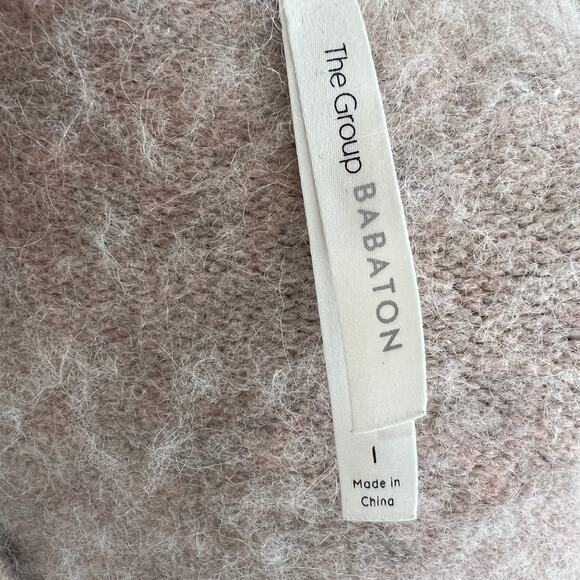 The Group BABATON
1
Made in
China